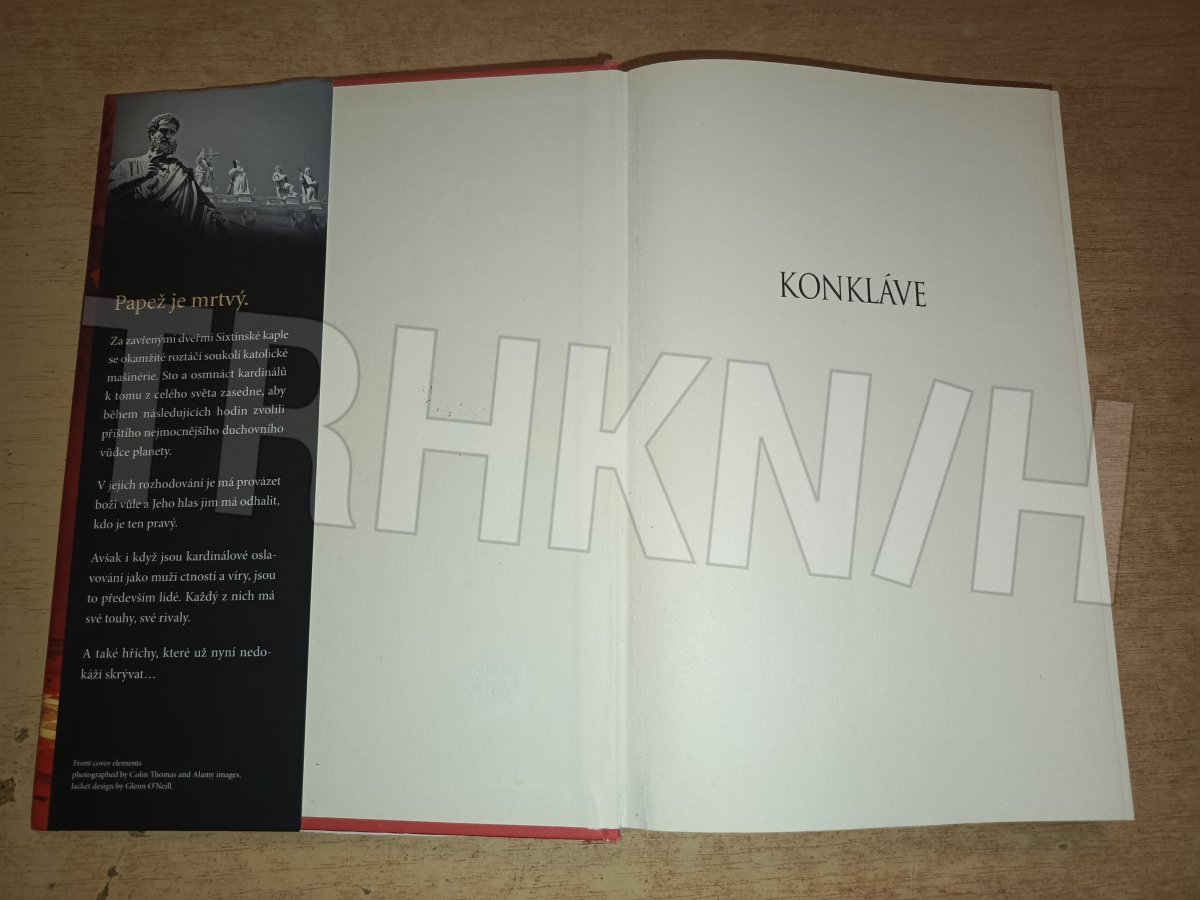 Papež je mrtvý.
Za zavřenými dveřmi Sixtinské kaple
se okamžitě roztáčí soukolí katolické
mašinérie. Sto a osmnáct kardinálů
k tomu z celého světa zasedne, aby
během následujících hodin zvolili
příštího nejmocnějšího duchovního
vůdce planety.
V jejich rozhodování je má provázet
boží vůle a Jeho hlas jim má odhalit,
kdo je ten pravý.
Avšak i když jsou kardinálové osla-
vováni jako muži ctností a víry, jsou
to především lidé. Každý z nich má
své touhy, své rivaly.
A také hříchy, které už nyní nedo-
káží skrývat…
Front cover elements
photographed by Colin Thomas and Alamy images.
Jacket design by Glenn O'Neill.
KONKLÁVE
TRHKN/H